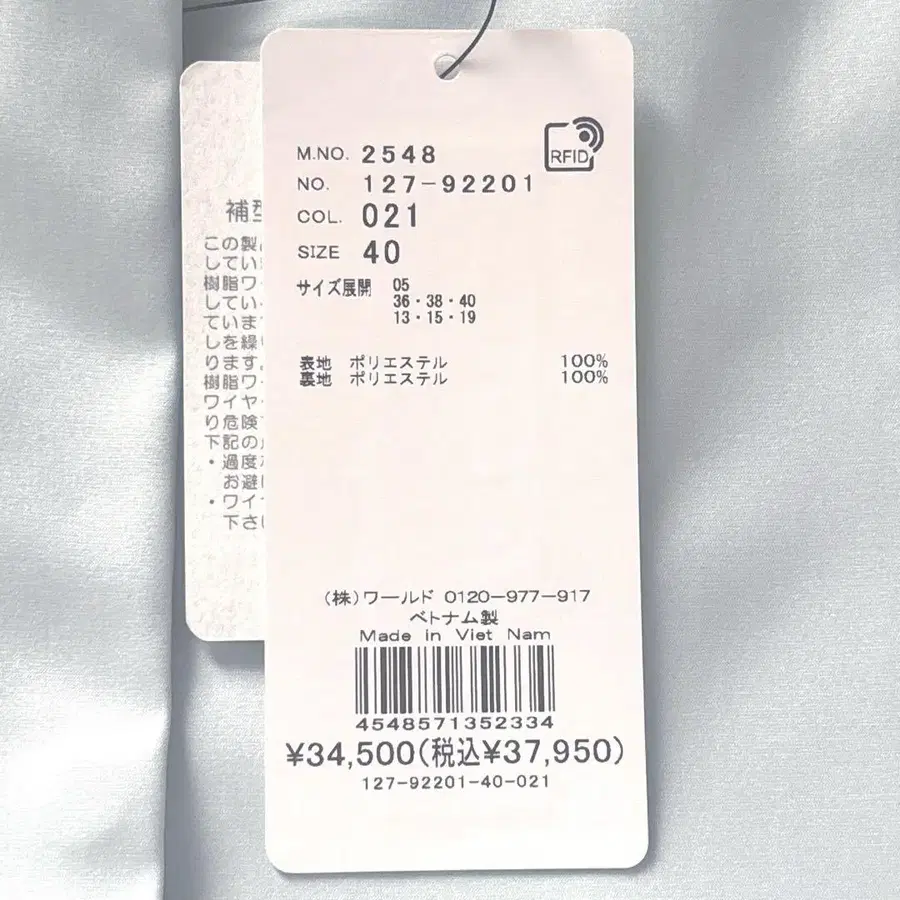 RFID
M.NO. 2548
NO. 127-92201
COL. 021
SIZE 40
サイズ展開 05
36・38・40
13・15・19
表地 ポリエステル 100%
裏地 ポリエステル 100%
(株)ワールド 0120-977-917
ベトナム製
Made in Viet Nam
4548571352334
¥34,500(税込¥37,950)
127-92201-40-021
補型
この製
してい
樹脂ワ
してい
ていま
しを繰
ります。
樹脂ワ
ワイヤ
り危険
下記の
・過度
お避
・ワイ
下さ